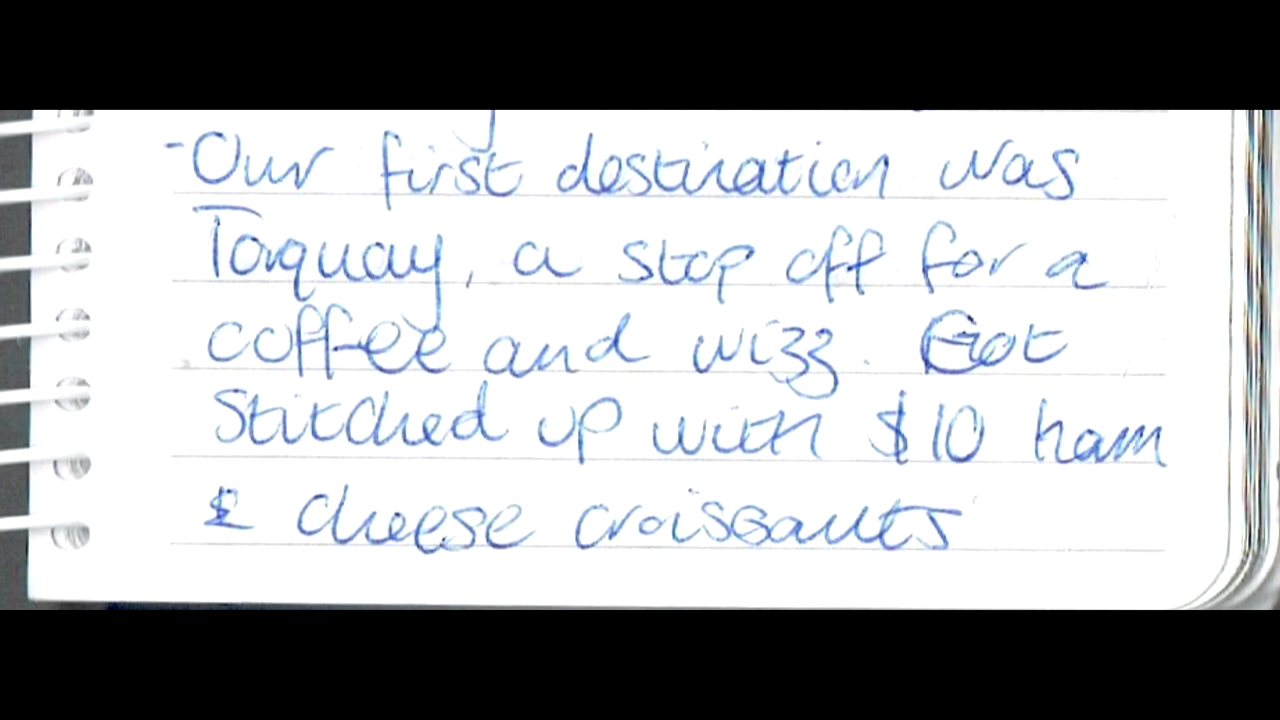 -Our first destination was
Torquay, a stop off for a
coffee and wizz. Got
Stitched up with $10 ham
& cheese croissants